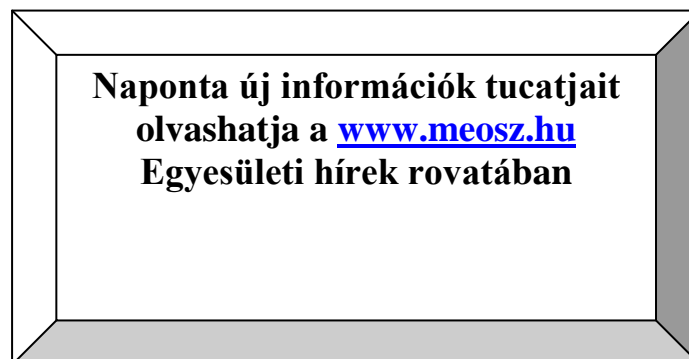 Naponta új információk tucatjait
olvashatja a www.meosz.hu
Egyesületi hírek rovatában